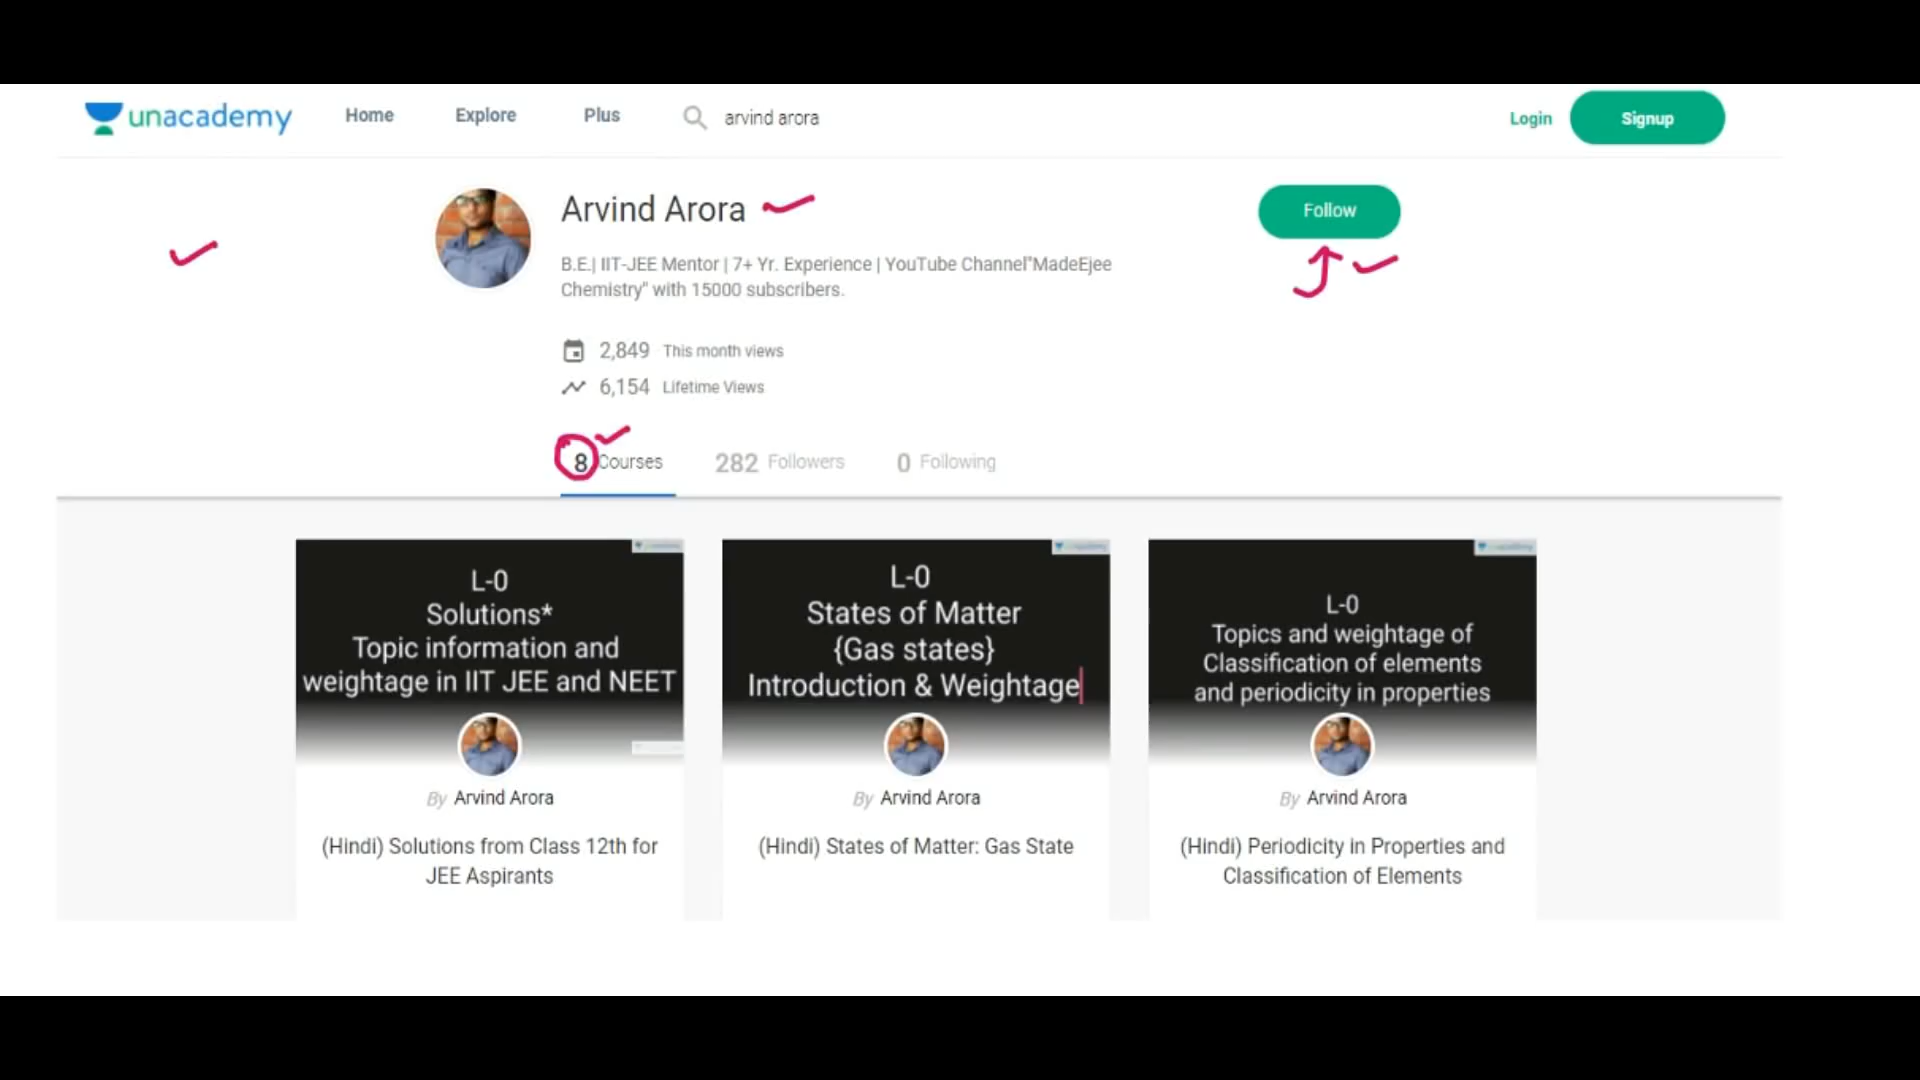 unacademy
Home Explore Plus arvind arora Login Signup
Arvind Arora
Follow
B.E.| IIT-JEE Mentor | 7+ Yr. Experience | YouTube Channel"MadeEjee
Chemistry" with 15000 subscribers.
2,849 This month views
6,154 Lifetime Views
8 Courses 282 Followers 0 Following
unacademy
L-0
Solutions*
Topic information and
weightage in IIT JEE and NEET
By Arvind Arora
(Hindi) Solutions from Class 12th for
JEE Aspirants
unacademy
L-0
States of Matter
{Gas states}
Introduction & Weightage
By Arvind Arora
(Hindi) States of Matter: Gas State
unacademy
L-0
Topics and weightage of
Classification of elements
and periodicity in properties
By Arvind Arora
(Hindi) Periodicity in Properties and
Classification of Elements